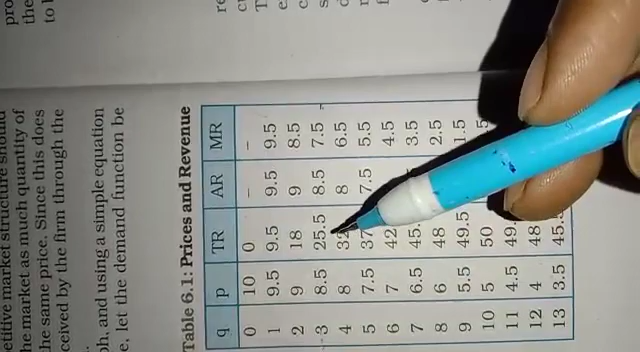 etitive market structure should
he market as much quantity of
the same price. Since this does
ceived by the firm through the
ph, and using a simple equation
e, let the demand function be
Table 6.1: Prices and Revenue
q p TR AR MR
0 10 0 – –
1 9.5 9.5 9.5 9.5
2 9 18 9 8.5
3 8.5 25.5 8.5 7.5
4 8 32 8 6.5
5 7.5 7.5 5.5
6 7 42 4.5
7 6.5 3.5
8 6 48 2.5
9 5.5 49.5 1.5
10 5 50
11 4.5
12 4 48
13 3.5